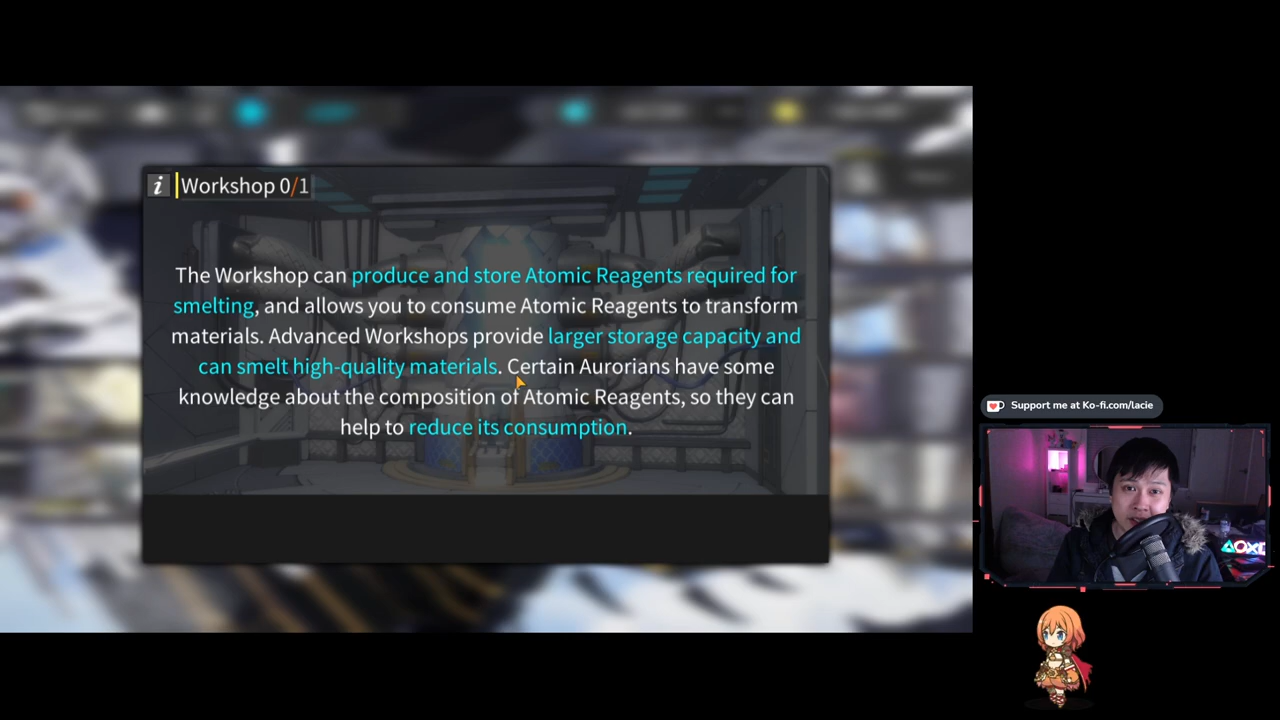 i Workshop 0/1
The Workshop can produce and store Atomic Reagents required for
smelting, and allows you to consume Atomic Reagents to transform
materials. Advanced Workshops provide larger storage capacity and
can smelt high-quality materials. Certain Aurorians have some
knowledge about the composition of Atomic Reagents, so they can
help to reduce its consumption.
Support me at Ko-fi.com/lacie